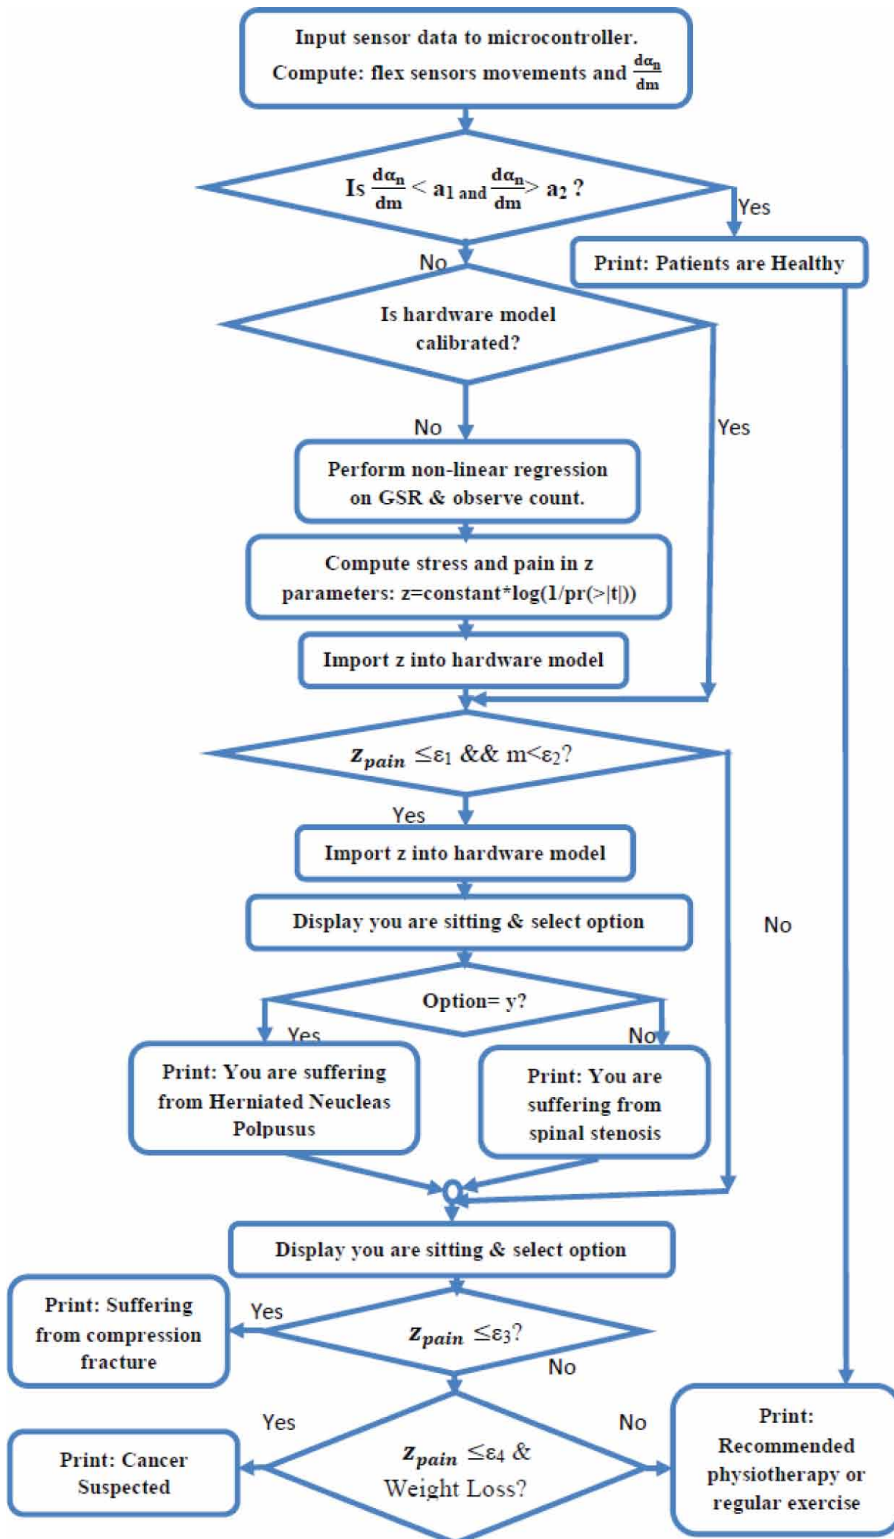 Input sensor data to microcontroller.
Compute: flex sensors movements and dαn/dm
Is dαn/dm < a1 and dαn/dm > a2 ?
Yes
No
Print: Patients are Healthy
Is hardware model
calibrated?
No
Yes
Perform non-linear regression
on GSR & observe count.
Compute stress and pain in z
parameters: z=constant*log(1/pr(>|t|))
Import z into hardware model
zpain ≤ε1 && m<ε2?
Yes
Import z into hardware model
Display you are sitting & select option
No
Option= y?
Yes
No
Print: You are suffering
from Herniated Neucleas
Polpusus
Print: You are
suffering from
spinal stenosis
Display you are sitting & select option
Print: Suffering
from compression
fracture
Yes
zpain ≤ε3?
No
Yes
No
Print: Cancer
Suspected
zpain ≤ε4 &
Weight Loss?
Print:
Recommended
physiotherapy or
regular exercise